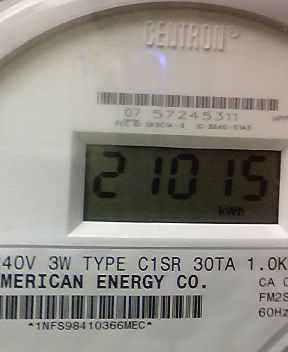 CENTRON®
07 57245311
21015
kWh
40V 3W TYPE C1SR 30TA 1.0K
MERICAN ENERGY CO.
CA 0
FM2S
60Hz
*1NFS98410366MEC*